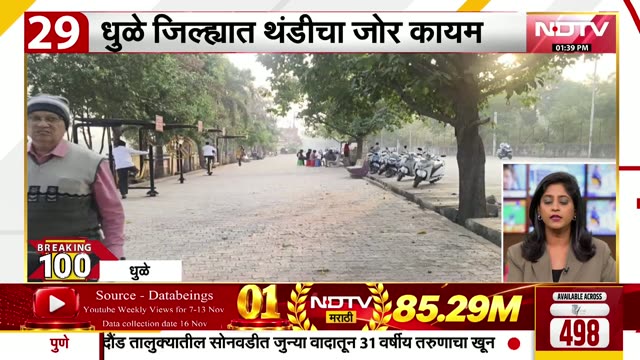 29 धुळे जिल्ह्यात थंडीचा जोर कायम
NDTV
01:39 PM
BREAKING
100
धुळे
Source - Databeings
Youtube Weekly Views for 7-13 Nov
Data collection date 16 Nov
01
NDTV
मराठी
85.29M
AVAILABLE ACROSS
498
पुणे
दौंड तालुक्यातील सोनवडीत जुन्या वादातून 31 वर्षीय तरुणाचा खून